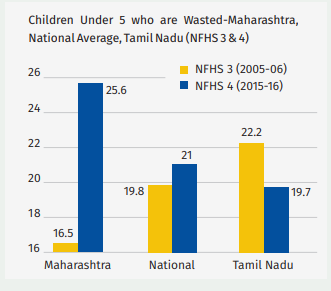 Children Under 5 who are Wasted-Maharashtra,
National Average, Tamil Nadu (NFHS 3 & 4)
26
NFHS 3 (2005-06)
NFHS 4 (2015-16)
25.6
24
22.2
22
21
20
19.8
19.7
18
16.5
16
Maharashtra National Tamil Nadu